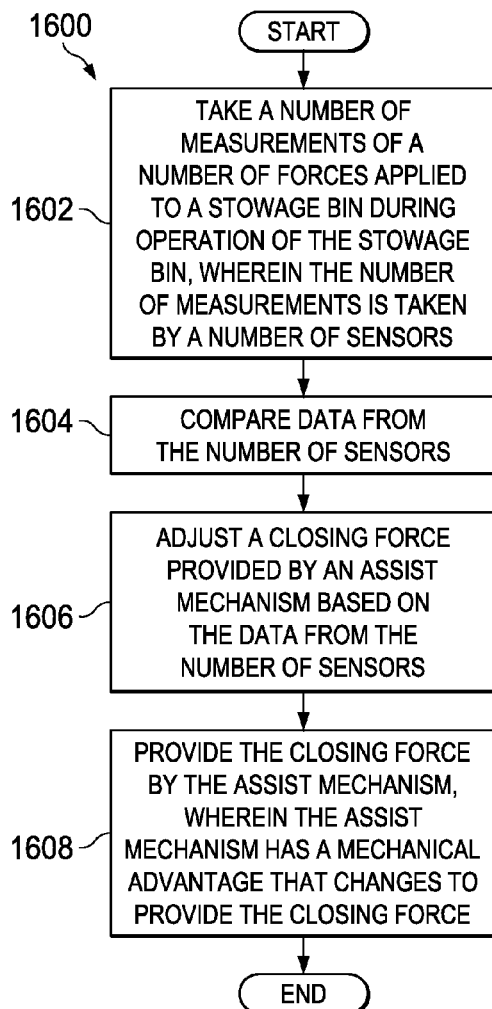 1600
START
1602
TAKE A NUMBER OF
MEASUREMENTS OF A
NUMBER OF FORCES APPLIED
TO A STOWAGE BIN DURING
OPERATION OF THE STOWAGE
BIN, WHEREIN THE NUMBER
OF MEASUREMENTS IS TAKEN
BY A NUMBER OF SENSORS
1604
COMPARE DATA FROM
THE NUMBER OF SENSORS
1606
ADJUST A CLOSING FORCE
PROVIDED BY AN ASSIST
MECHANISM BASED ON
THE DATA FROM THE
NUMBER OF SENSORS
1608
PROVIDE THE CLOSING FORCE
BY THE ASSIST MECHANISM,
WHEREIN THE ASSIST
MECHANISM HAS A MECHANICAL
ADVANTAGE THAT CHANGES TO
PROVIDE THE CLOSING FORCE
END